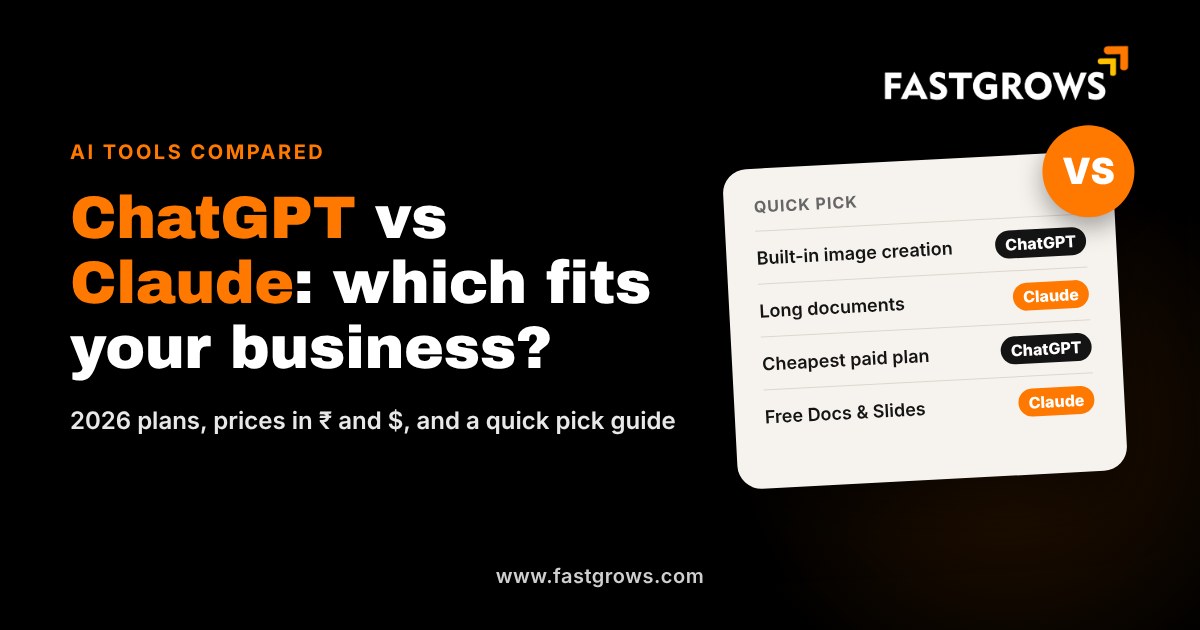 FASTGROWS
AI TOOLS COMPARED
ChatGPT vs
Claude: which fits
your business?
2026 plans, prices in ₹ and $, and a quick pick guide
VS
QUICK PICK
Built-in image creation ChatGPT
Long documents Claude
Cheapest paid plan ChatGPT
Free Docs & Slides Claude
www.fastgrows.com